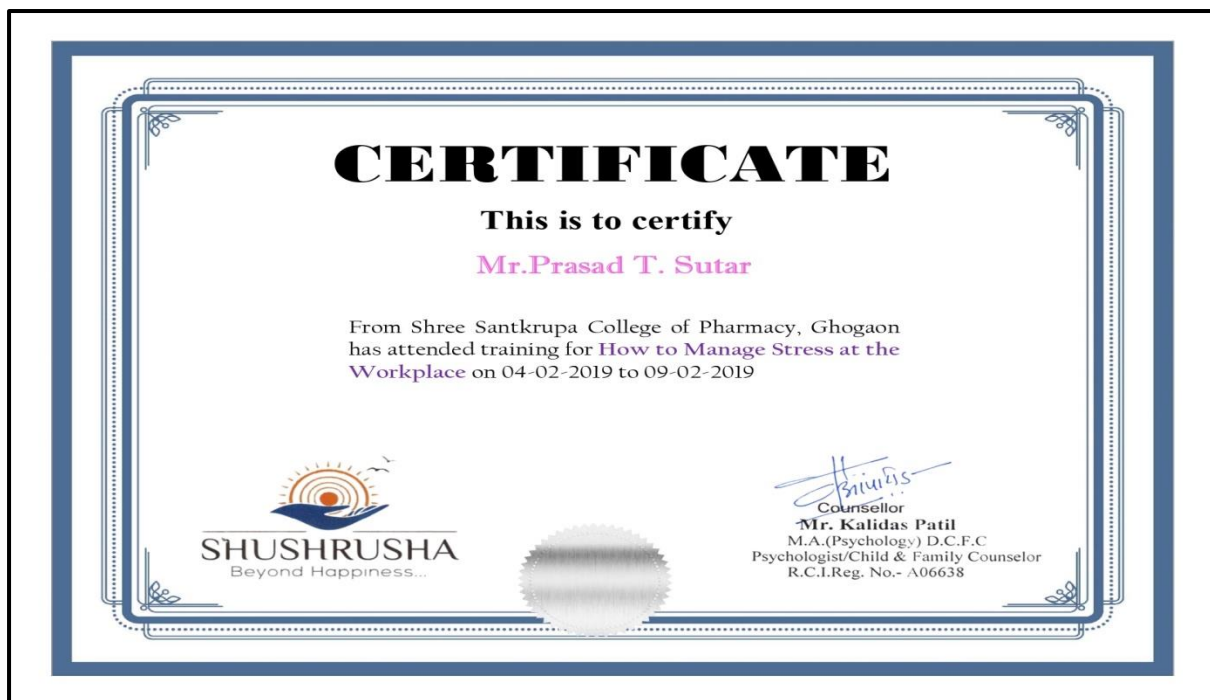 CERTIFICATE
This is to certify
Mr.Prasad T. Sutar
From Shree Santkrupa College of Pharmacy, Ghogaon
has attended training for How to Manage Stress at the
Workplace on 04-02-2019 to 09-02-2019
SHUSHRUSHA
Beyond Happiness...
Counsellor
Mr. Kalidas Patil
M.A.(Psychology) D.C.F.C
Psychologist/Child & Family Counselor
R.C.I.Reg. No.- A06638